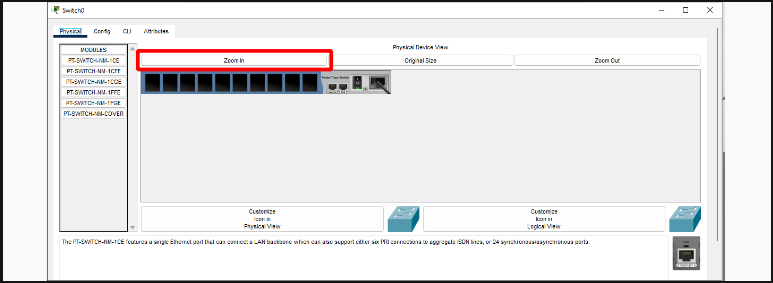 Switch0
Physical Config CLI Attributes
MODULES
PT-SWITCH-NM-1CE
PT-SWITCH-NM-1CFE
PT-SWITCH-NM-1CGE
PT-SWITCH-NM-1FFE
PT-SWITCH-NM-1FGE
PT-SWITCH-NM-COVER
Physical Device View
Zoom In Original Size Zoom Out
Customize
Icon in
Physical View
Customize
Icon in
Logical View
The PT-SWITCH-NM-1CE features a single Ethernet port that can connect a LAN backbone which can also support either six PRI connections to aggregate ISDN lines, or 24 synchronous/asynchronous ports.